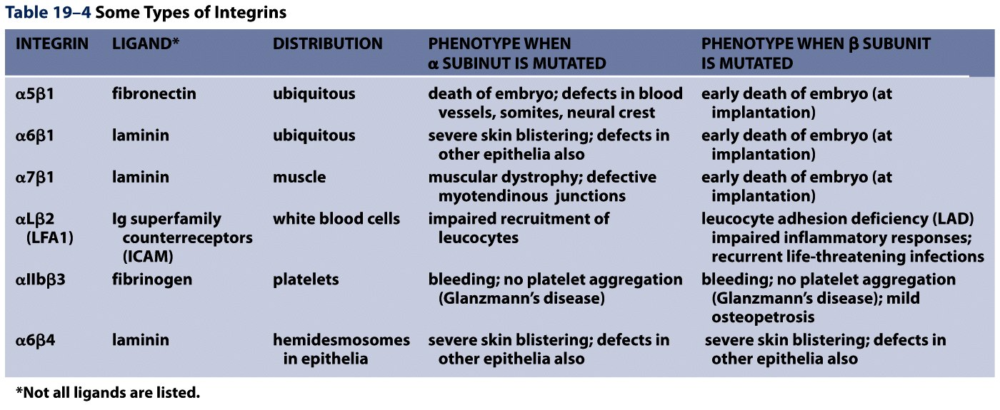 Table 19–4 Some Types of Integrins
INTEGRIN LIGAND* DISTRIBUTION PHENOTYPE WHEN PHENOTYPE WHEN β SUBUNIT
α SUBINUT IS MUTATED IS MUTATED
α5β1 fibronectin ubiquitous death of embryo; defects in blood early death of embryo (at
vessels, somites, neural crest implantation)
α6β1 laminin ubiquitous severe skin blistering; defects in early death of embryo (at
other epithelia also implantation)
α7β1 laminin muscle muscular dystrophy; defective early death of embryo (at
myotendinous junctions implantation)
αLβ2 Ig superfamily white blood cells impaired recruitment of leucocyte adhesion deficiency (LAD)
(LFA1) counterreceptors leucocytes impaired inflammatory responses;
(ICAM) recurrent life-threatening infections
αIIbβ3 fibrinogen platelets bleeding; no platelet aggregation bleeding; no platelet aggregation
(Glanzmann’s disease) (Glanzmann’s disease); mild
osteopetrosis
α6β4 laminin hemidesmosomes severe skin blistering; defects in severe skin blistering; defects in
in epithelia other epithelia also other epithelia also
*Not all ligands are listed.